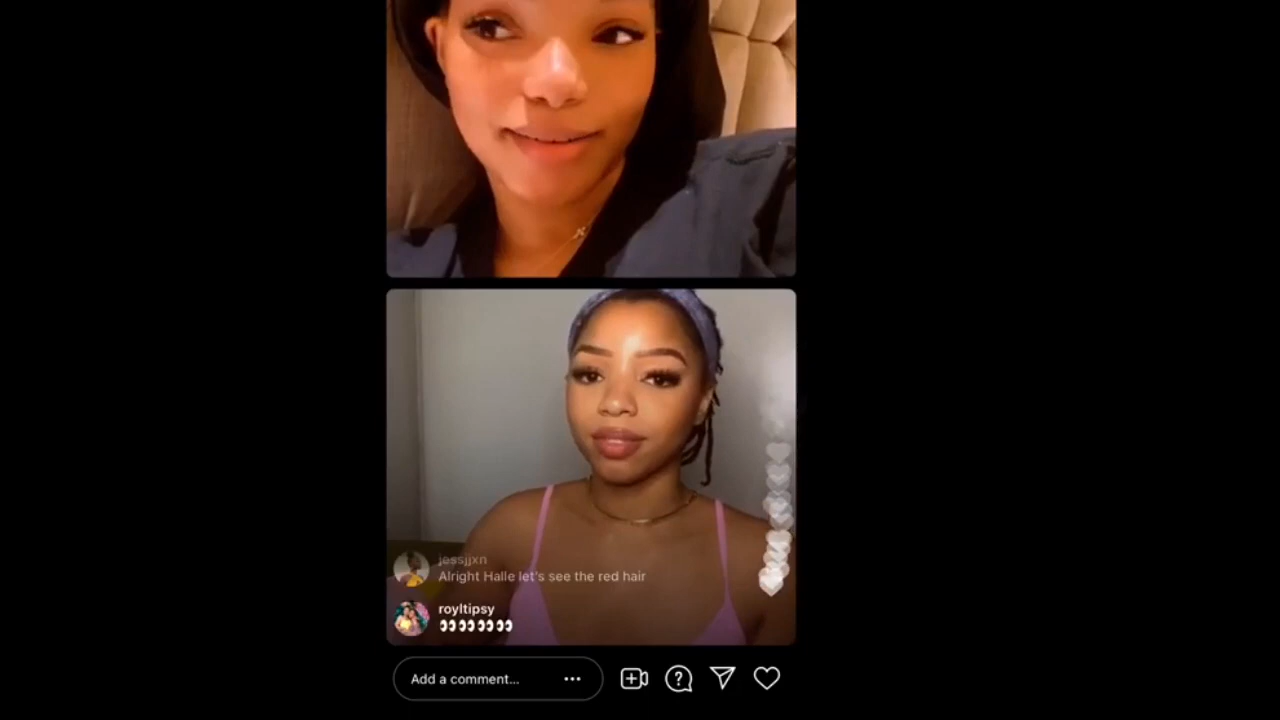 jessjjxn
Alright Halle let's see the red hair
royltipsy
👀👀👀👀👀👀👀
Add a comment...